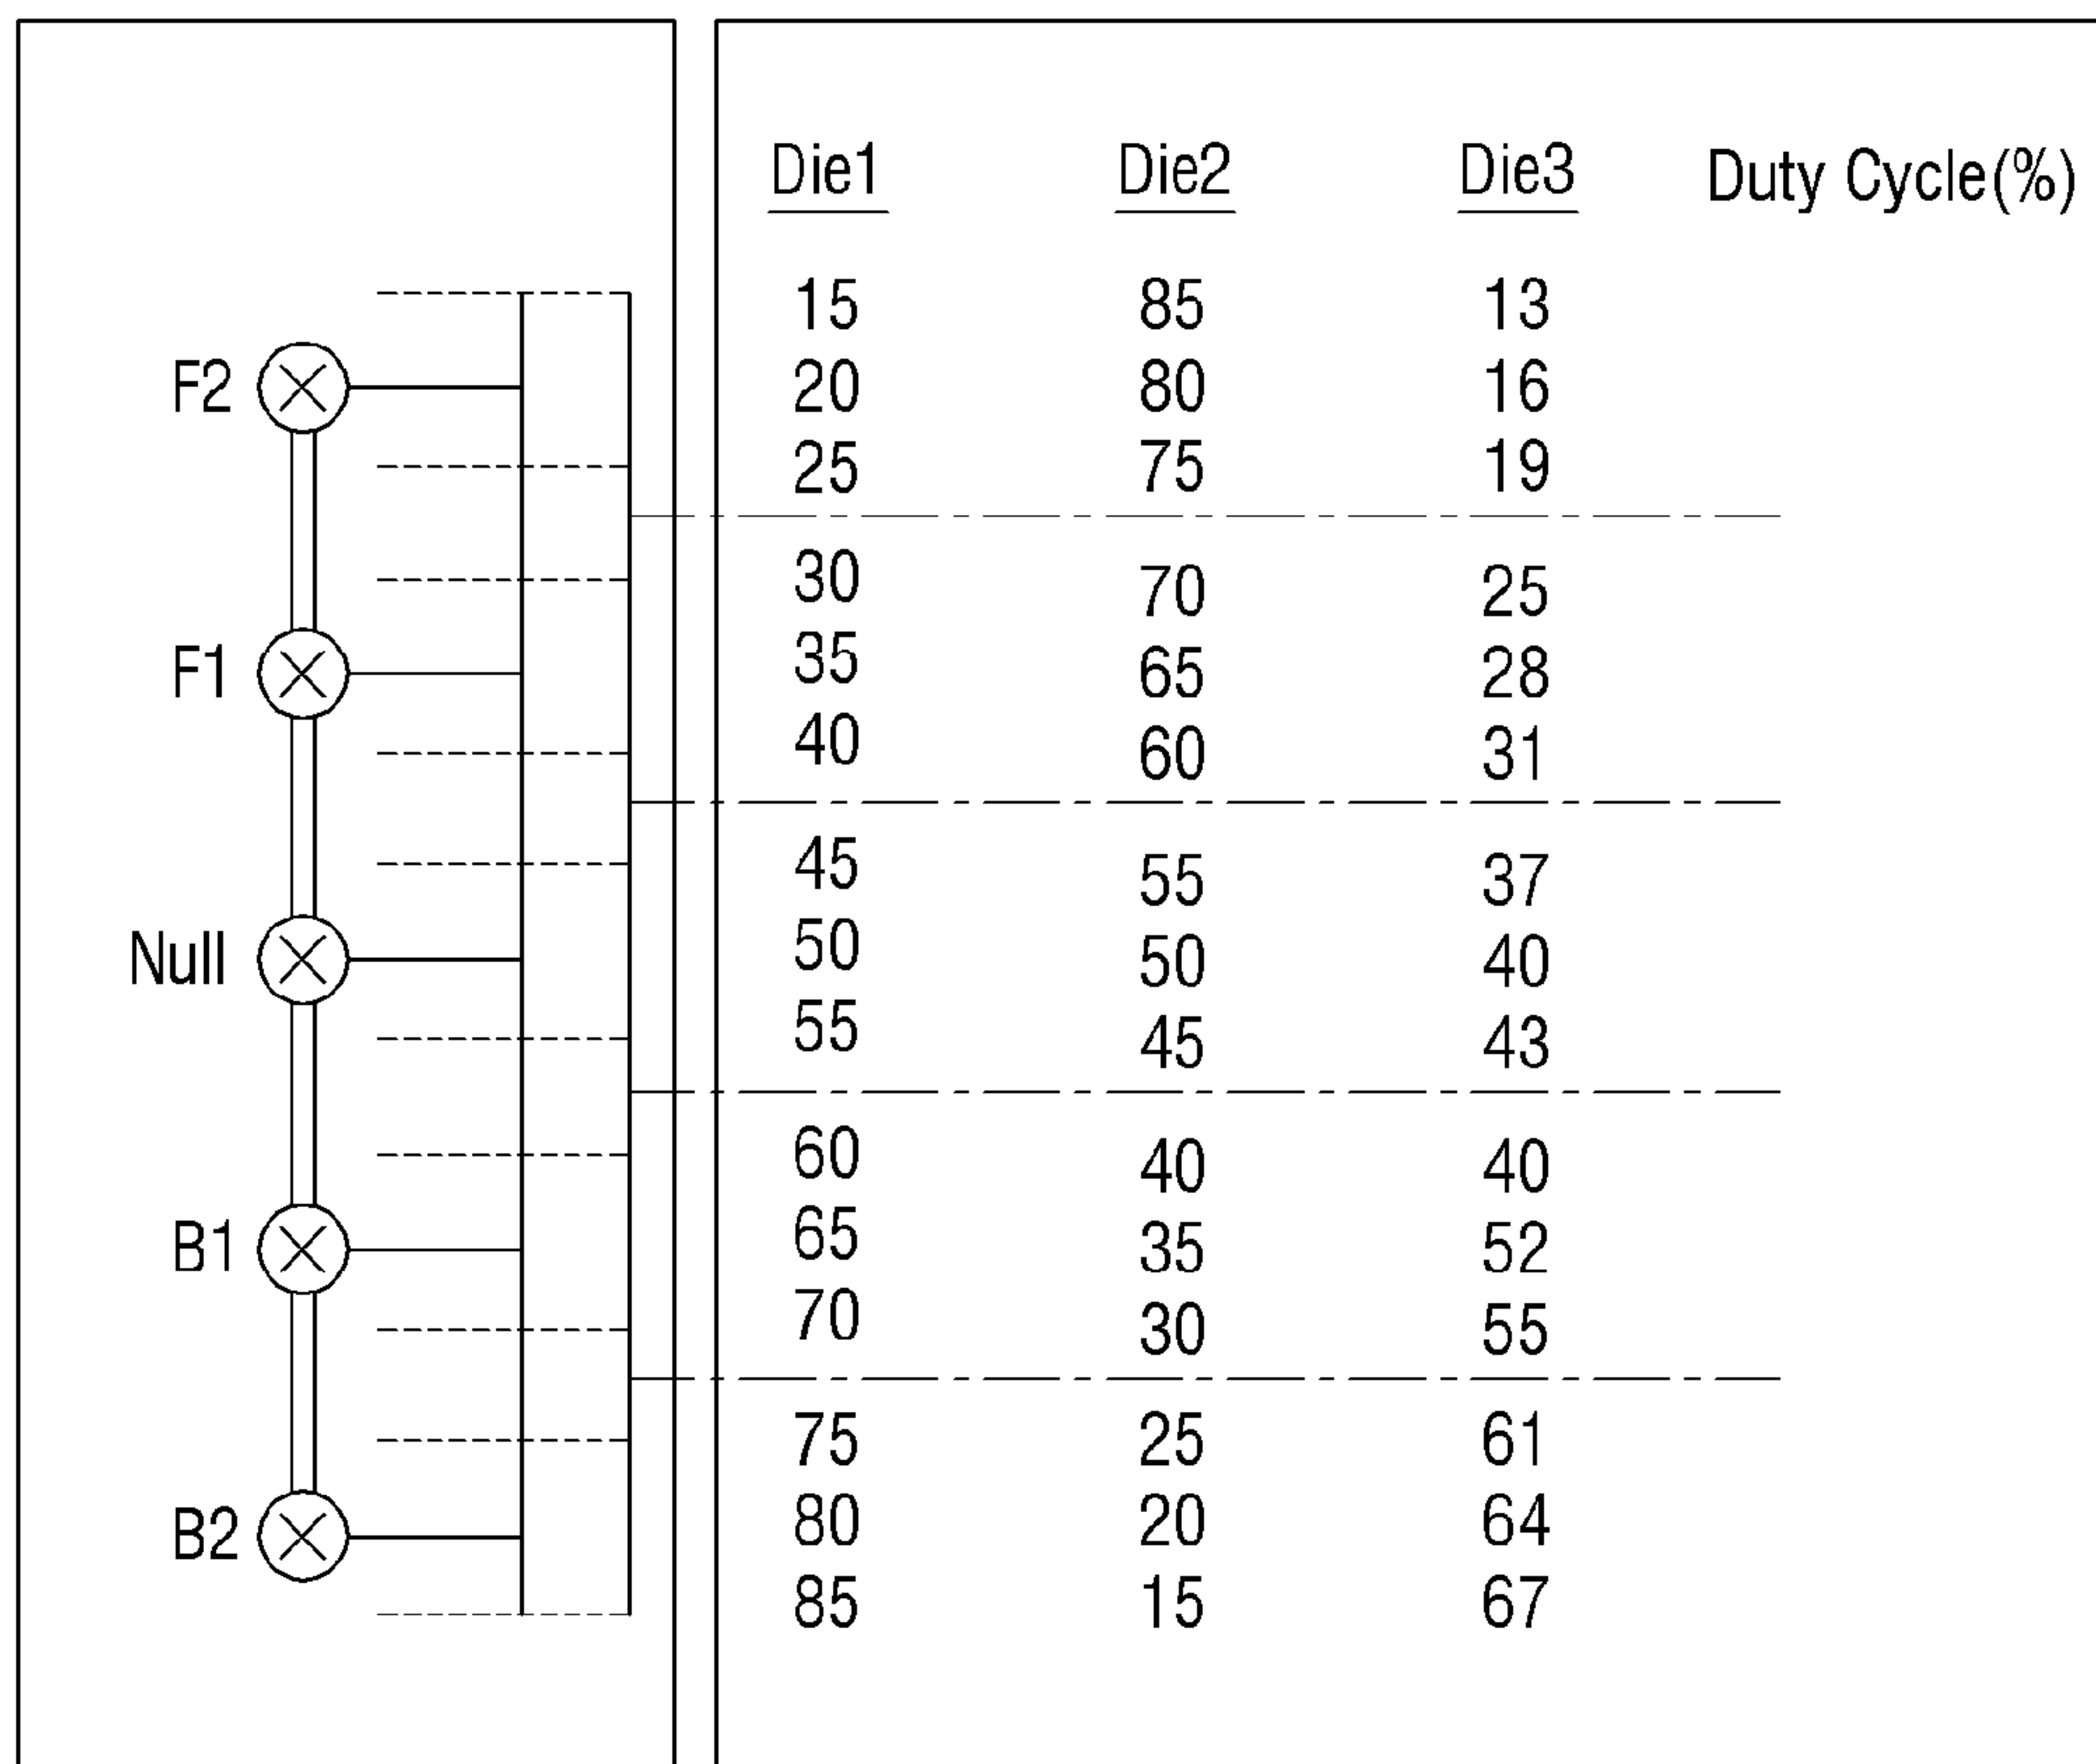 Die1 Die2 Die3 Duty Cycle(%)
15 85 13
F2 20 80 16
25 75 19
30 70 25
F1 35 65 28
40 60 31
45 55 37
Null 50 50 40
55 45 43
60 40 40
B1 65 35 52
70 30 55
75 25 61
B2 80 20 64
85 15 67